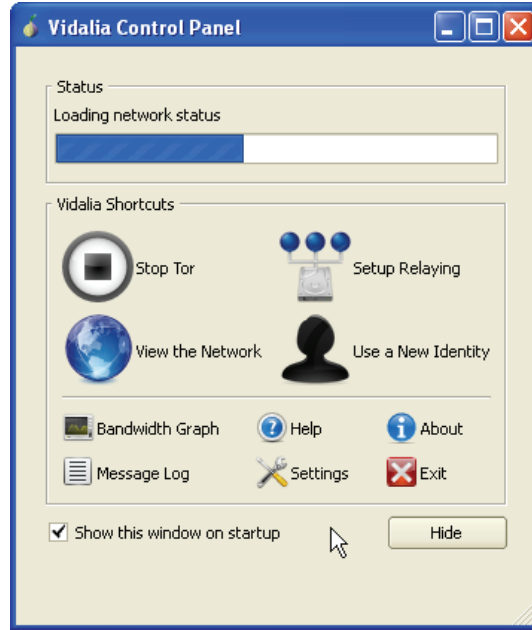 Vidalia Control Panel
Status
Loading network status
Vidalia Shortcuts
Stop Tor
Setup Relaying
View the Network
Use a New Identity
Bandwidth Graph
Help
About
Message Log
Settings
Exit
Show this window on startup
Hide